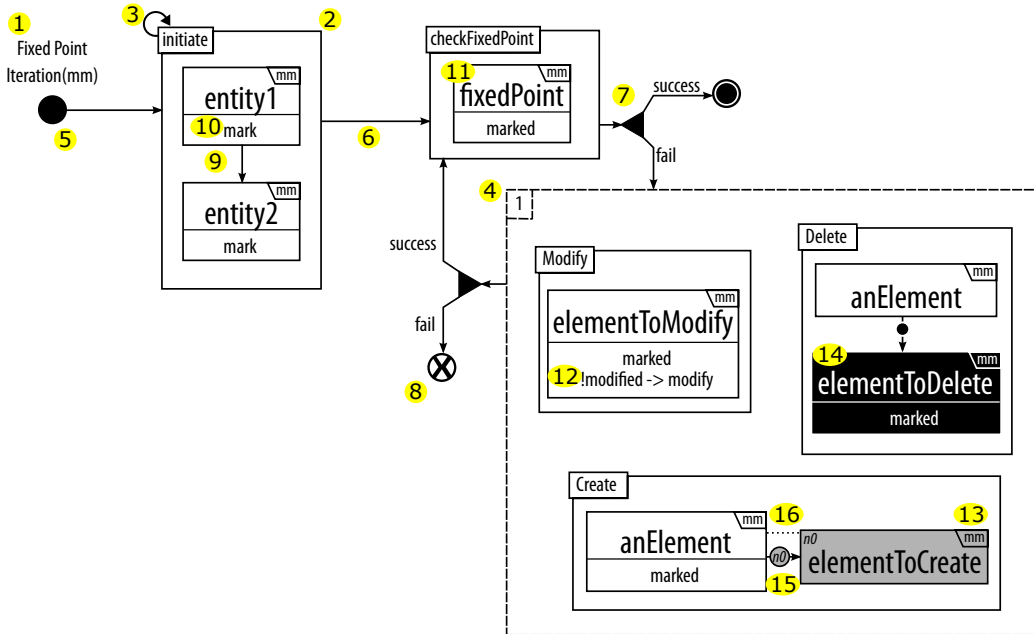 1
Fixed Point
Iteration(mm)
5
3
2
initiate
mm
entity1
10
mark
9
mm
entity2
mark
6
checkFixedPoint
11
mm
fixedPoint
marked
7
success
fail
4
1
success
fail
8
Modify
mm
elementToModify
marked
12
!modified -> modify
Delete
mm
anElement
14
mm
elementToDelete
marked
Create
mm
anElement
marked
16
n0
15
13
n0
mm
elementToCreate